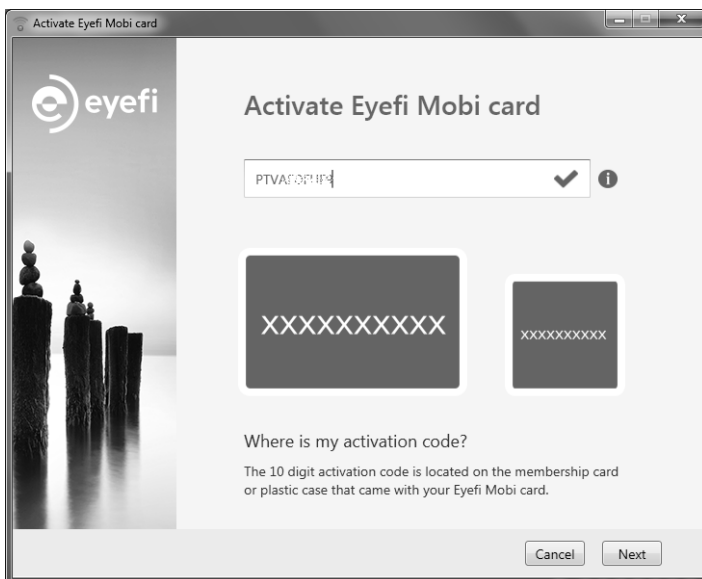 Activate Eyefi Mobi card
eyefi
Activate Eyefi Mobi card
XXXXXXXXXX
XXXXXXXXXX
Where is my activation code?
The 10 digit activation code is located on the membership card
or plastic case that came with your Eyefi Mobi card.
Cancel
Next